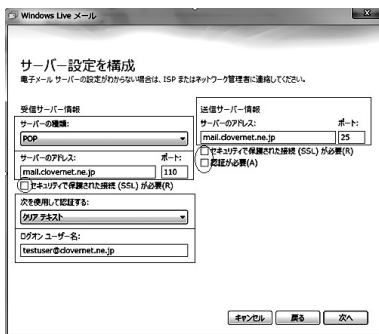 Windows Live メール
サーバー設定を構成
電子メール サーバーの設定がわからない場合は、ISP またはネットワーク管理者に連絡してください。
受信サーバー情報
サーバーの種類:
POP
サーバーのアドレス: ポート:
mail.clovernet.ne.jp 110
セキュリティで保護された接続 (SSL) が必要(R)
次を使用して認証する:
クリア テキスト
ログオン ユーザー名:
testuser@clovernet.ne.jp
送信サーバー情報
サーバーのアドレス: ポート:
mail.clovernet.ne.jp 25
セキュリティで保護された接続 (SSL) が必要(R)
認証が必要(A)
キャンセル 戻る 次へ